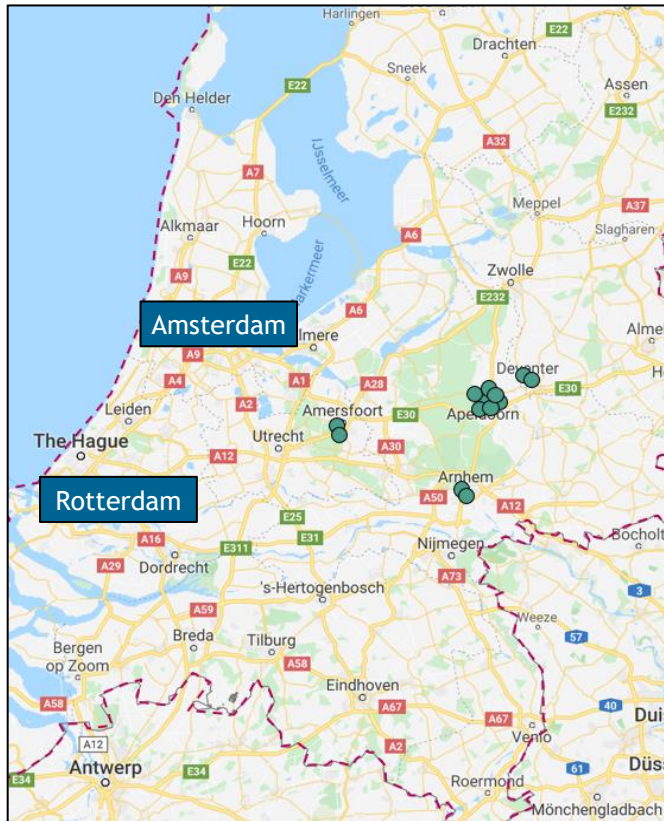 Harlingen
E22
Drachten
Sneek
Assen
E22
E232
Den Helder
A32
IJsselmeer
A7
Meppel
A37
Hoorn
Alkmaar
A6
Slagharen
E22
A9
Zwolle
E232
A6
Amsterdam
A9
A1
A28
Deventer
E30
A4
A2
Amersfoort
E30
Apeldoorn
Leiden
The Hague
Utrecht
A30
A12
Arnhem
Rotterdam
A50
A12
E25
A16
E311
E31
Nijmegen
Bocholt
A29
Dordrecht
A73
3
's-Hertogenbosch
A59
Weeze
57
Bergen
op Zoom
Breda
Tilburg
A58
Eindhoven
A58
A67
A67
40
A12
Venlo
A2
E34
Antwerp
E34
61
Roermond
Mönchengladbach